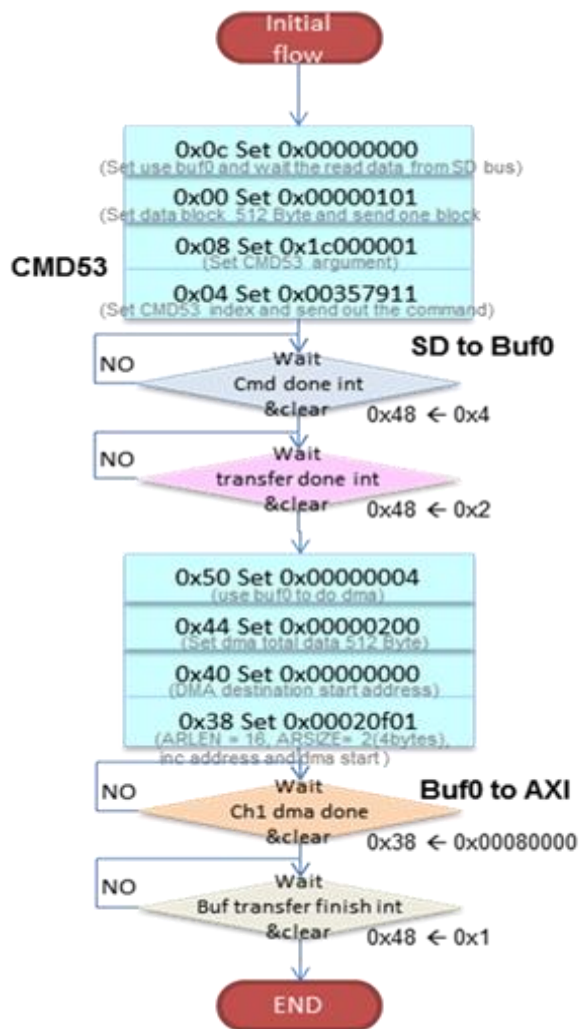 Initial
flow
0x0c Set 0x00000000
(Set use buf0 and wait the read data from SD bus)
0x00 Set 0x00000101
(Set data block 512 Byte and send one block
0x08 Set 0x1c000001
(Set CMD53 argument)
0x04 Set 0x00357911
(Set CMD53 index and send out the command)
CMD53
SD to Buf0
NO
Wait
Cmd done int
&clear
0x48 ← 0x4
NO
Wait
transfer done int
&clear
0x48 ← 0x2
0x50 Set 0x00000004
(use buf0 to do dma)
0x44 Set 0x00000200
(Set dma total data 512 Byte)
0x40 Set 0x00000000
(DMA destination start address)
0x38 Set 0x00020f01
(ARLEN = 16, ARSIZE= 2(4bytes),
inc address and dma start )
Buf0 to AXI
NO
Wait
Ch1 dma done
&clear
0x38 ← 0x00080000
NO
Wait
Buf transfer finish int
&clear
0x48 ← 0x1
END